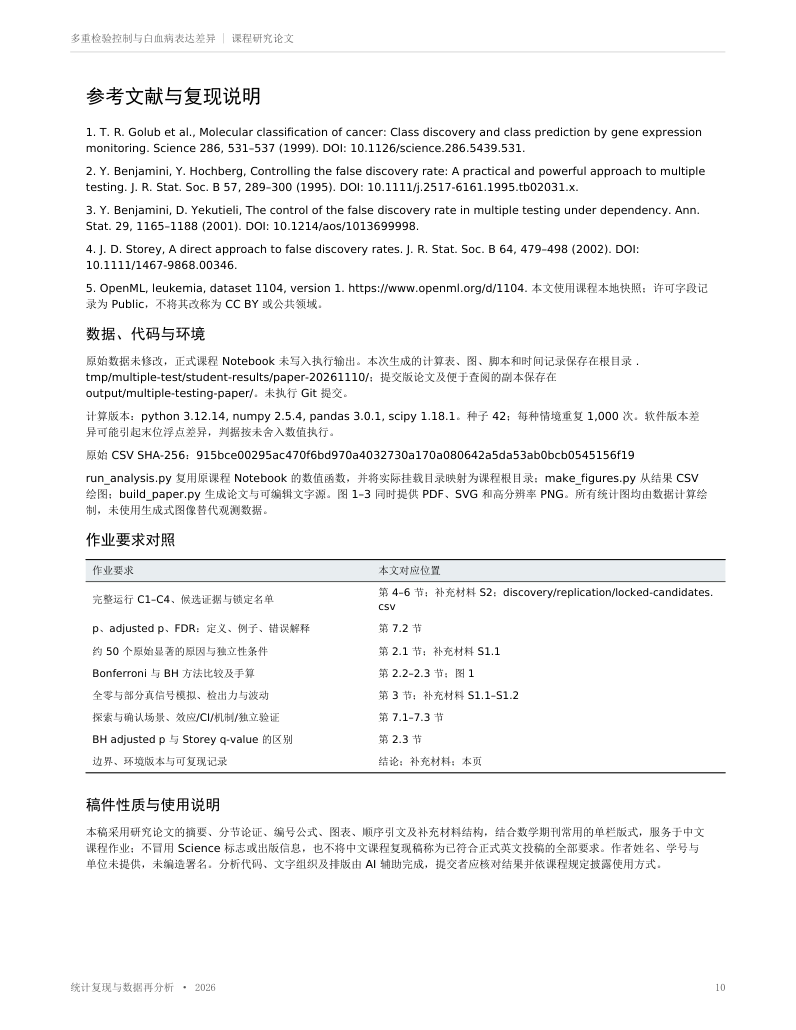 多重检验控制与白血病表达差异 | 课程研究论文
参考文献与复现说明
1. T. R. Golub et al., Molecular classification of cancer: Class discovery and class prediction by gene expression
monitoring. Science 286, 531–537 (1999). DOI: 10.1126/science.286.5439.531.
2. Y. Benjamini, Y. Hochberg, Controlling the false discovery rate: A practical and powerful approach to multiple
testing. J. R. Stat. Soc. B 57, 289–300 (1995). DOI: 10.1111/j.2517-6161.1995.tb02031.x.
3. Y. Benjamini, D. Yekutieli, The control of the false discovery rate in multiple testing under dependency. Ann.
Stat. 29, 1165–1188 (2001). DOI: 10.1214/aos/1013699998.
4. J. D. Storey, A direct approach to false discovery rates. J. R. Stat. Soc. B 64, 479–498 (2002). DOI:
10.1111/1467-9868.00346.
5. OpenML, leukemia, dataset 1104, version 1. https://www.openml.org/d/1104. 本文使用课程本地快照；许可字段记
录为 Public，不将其改称为 CC BY 或公共领域。
数据、代码与环境
原始数据未修改，正式课程 Notebook 未写入执行输出。本次生成的计算表、图、脚本和时间记录保存在根目录 .
tmp/multiple-test/student-results/paper-20261110/；提交版论文及便于查阅的副本保存在
output/multiple-testing-paper/。未执行 Git 提交。
计算版本：python 3.12.14, numpy 2.5.4, pandas 3.0.1, scipy 1.18.1。种子 42；每种情境重复 1,000 次。软件版本差
异可能引起末位浮点差异，判据按未舍入数值执行。
原始 CSV SHA-256：915bce00295ac470f6bd970a4032730a170a080642a5da53ab0bcb0545156f19
run_analysis.py 复用原课程 Notebook 的数值函数，并将实际挂载目录映射为课程根目录；make_figures.py 从结果 CSV
绘图；build_paper.py 生成论文与可编辑文字源。图 1–3 同时提供 PDF、SVG 和高分辨率 PNG。所有统计图均由数据计算绘
制，未使用生成式图像替代观测数据。
作业要求对照
作业要求 本文对应位置
完整运行 C1–C4、候选证据与锁定名单 第 4–6 节；补充材料 S2；discovery/replication/locked-candidates.
csv
p、adjusted p、FDR：定义、例子、错误解释 第 7.2 节
约 50 个原始显著的原因与独立性条件 第 2.1 节；补充材料 S1.1
Bonferroni 与 BH 方法比较及手算 第 2.2–2.3 节；图 1
全零与部分真信号模拟、检出力与波动 第 3 节；补充材料 S1.1–S1.2
探索与确认场景、效应/CI/机制/独立验证 第 7.1–7.3 节
BH adjusted p 与 Storey q-value 的区别 第 2.3 节
边界、环境版本与可复现记录 结论；补充材料；本页
稿件性质与使用说明
本稿采用研究论文的摘要、分节论证、编号公式、图表、顺序引文及补充材料结构，结合数学期刊常用的单栏版式，服务于中文
课程作业；不冒用 Science 标志或出版信息，也不将中文课程复现稿称为已符合正式英文投稿的全部要求。作者姓名、学号与
单位未提供，未编造署名。分析代码、文字组织及排版由 AI 辅助完成，提交者应核对结果并依课程规定披露使用方式。
统计复现与数据再分析 • 2026 10